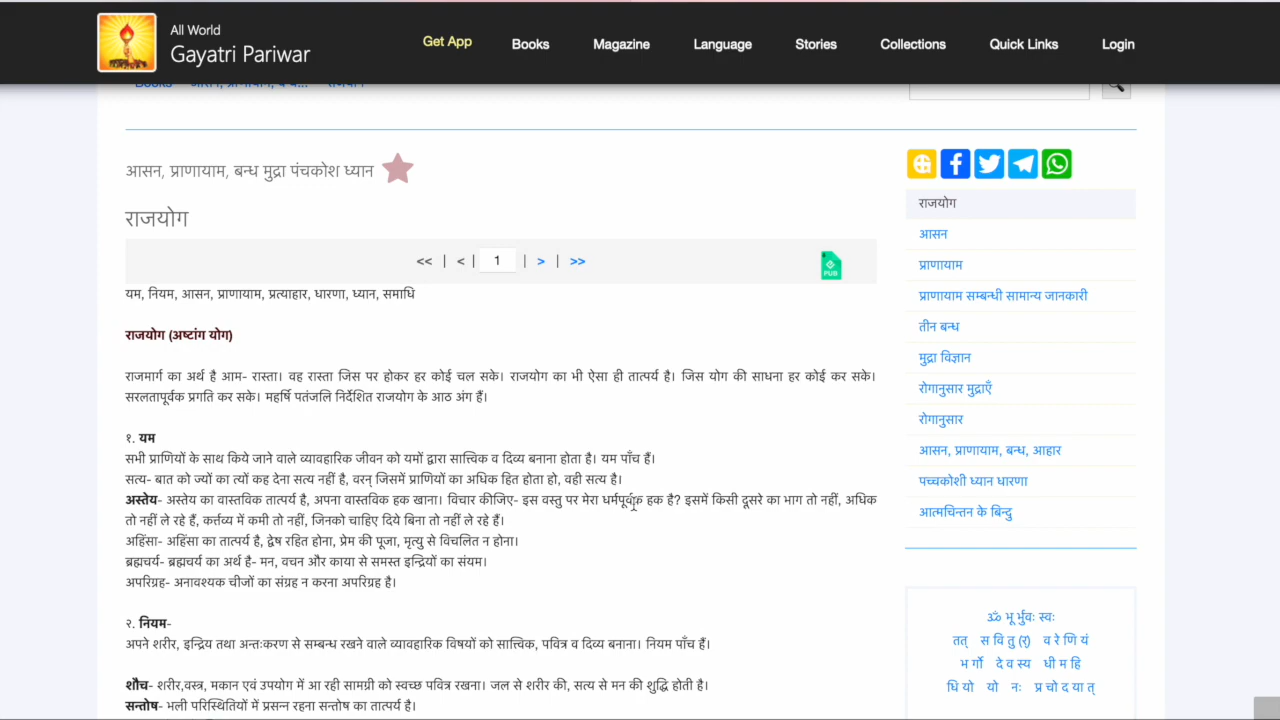 All World
Gayatri Pariwar
Get App
Books
Magazine
Language
Stories
Collections
Quick Links
Login
आसन, प्राणायाम, बन्ध मुद्रा पंचकोश ध्यान
राजयोग
<< | < | 1 | > | >>
PUB
यम, नियम, आसन, प्राणायाम, प्रत्याहार, धारणा, ध्यान, समाधि
राजयोग (अष्टांग योग)
राजमार्ग का अर्थ है आम- रास्ता। वह रास्ता जिस पर होकर हर कोई चल सके। राजयोग का भी ऐसा ही तात्पर्य है। जिस योग की साधना हर कोई कर सके।
सरलतापूर्वक प्रगति कर सके। महर्षि पतंजलि निर्देशित राजयोग के आठ अंग हैं।
१. यम
सभी प्राणियों के साथ किये जाने वाले व्यावहारिक जीवन को यमों द्वारा सात्त्विक व दिव्य बनाना होता है। यम पाँच हैं।
सत्य- बात को ज्यों का त्यों कह देना सत्य नहीं है, वरन् जिसमें प्राणियों का अधिक हित होता हो, वही सत्य है।
अस्तेय- अस्तेय का वास्तविक तात्पर्य है, अपना वास्तविक हक खाना। विचार कीजिए- इस वस्तु पर मेरा धर्मपूर्वक हक है? इसमें किसी दूसरे का भाग तो नहीं, अधिक
तो नहीं ले रहे हैं, कर्त्तव्य में कमी तो नहीं, जिनको चाहिए दिये बिना तो नहीं ले रहे हैं।
अहिंसा- अहिंसा का तात्पर्य है, द्वेष रहित होना, प्रेम की पूजा, मृत्यु से विचलित न होना।
ब्रह्मचर्य- ब्रह्मचर्य का अर्थ है- मन, वचन और काया से समस्त इन्द्रियों का संयम।
अपरिग्रह- अनावश्यक चीजों का संग्रह न करना अपरिग्रह है।
२. नियम-
अपने शरीर, इन्द्रिय तथा अन्तःकरण से सम्बन्ध रखने वाले व्यावहारिक विषयों को सात्त्विक, पवित्र व दिव्य बनाना। नियम पाँच हैं।
शौच- शरीर,वस्त्र, मकान एवं उपयोग में आ रही सामग्री को स्वच्छ पवित्र रखना। जल से शरीर की, सत्य से मन की शुद्धि होती है।
सन्तोष- भली परिस्थितियों में प्रसन्न रहना सन्तोष का तात्पर्य है।
राजयोग
आसन
प्राणायाम
प्राणायाम सम्बन्धी सामान्य जानकारी
तीन बन्ध
मुद्रा विज्ञान
रोगानुसार मुद्राएँ
रोगानुसार
आसन, प्राणायाम, बन्ध, आहार
पच्चकोशी ध्यान धारणा
आत्मचिन्तन के बिन्दु
ॐ भू र्भुवः स्वः
तत् स वि तु (र्) व रे णि यं
भ र्गो दे व स्य धी म हि
धि यो यो नः प्र चो द या त्